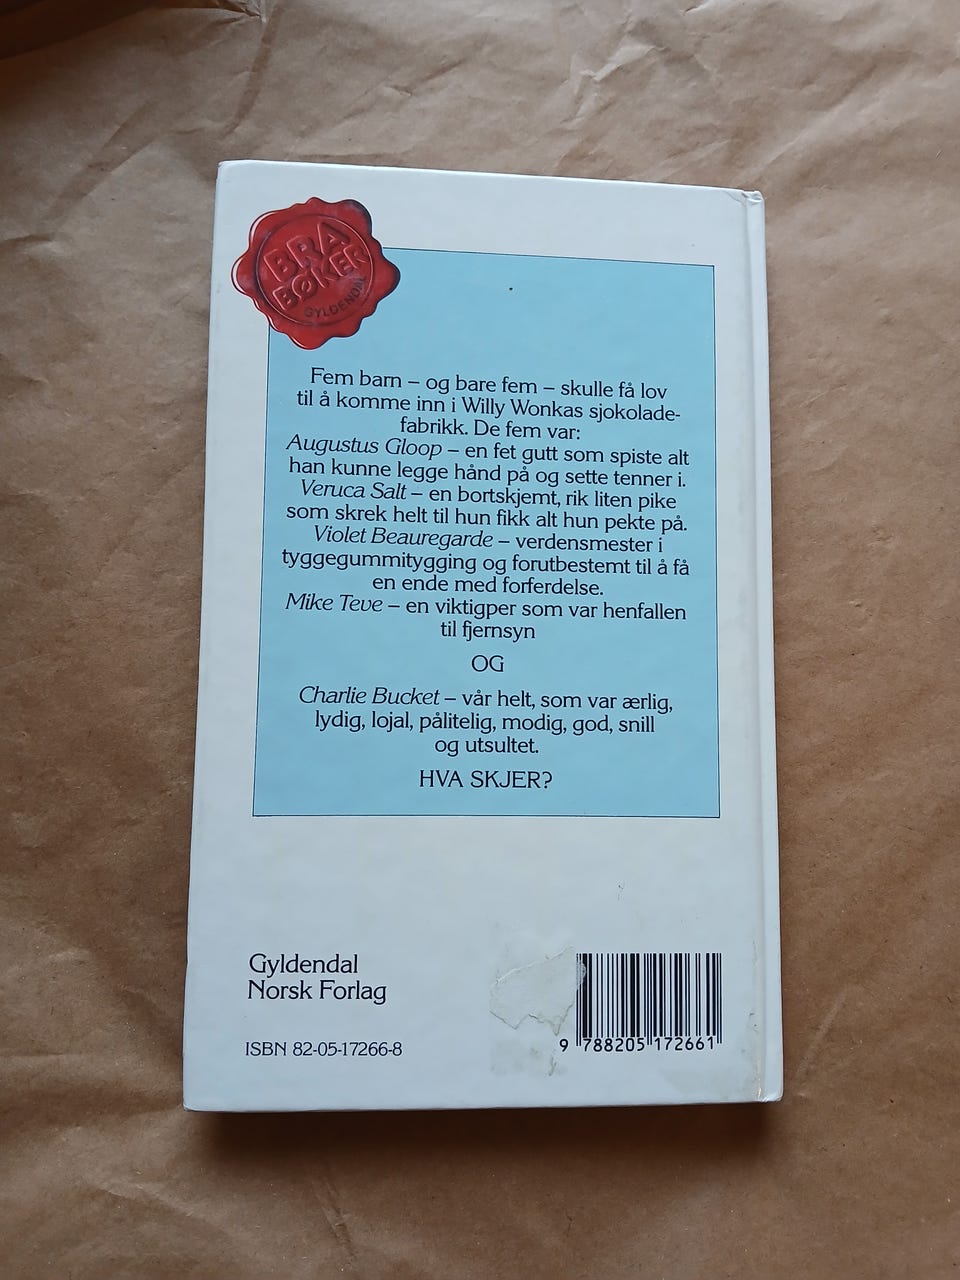 BRA
BØKER
GYLDENDAL
Fem barn – og bare fem – skulle få lov
til å komme inn i Willy Wonkas sjokolade-
fabrikk. De fem var:
Augustus Gloop – en fet gutt som spiste alt
han kunne legge hånd på og sette tenner i.
Veruca Salt – en bortskjemt, rik liten pike
som skrek helt til hun fikk alt hun pekte på.
Violet Beauregarde – verdensmester i
tyggegummitygging og forutbestemt til å få
en ende med forferdelse.
Mike Teve – en viktigper som var henfallen
til fjernsyn
OG
Charlie Bucket – vår helt, som var ærlig,
lydig, lojal, pålitelig, modig, god, snill
og utsultet.
HVA SKJER?
Gyldendal
Norsk Forlag
ISBN 82-05-17266-8
9 788205 172661